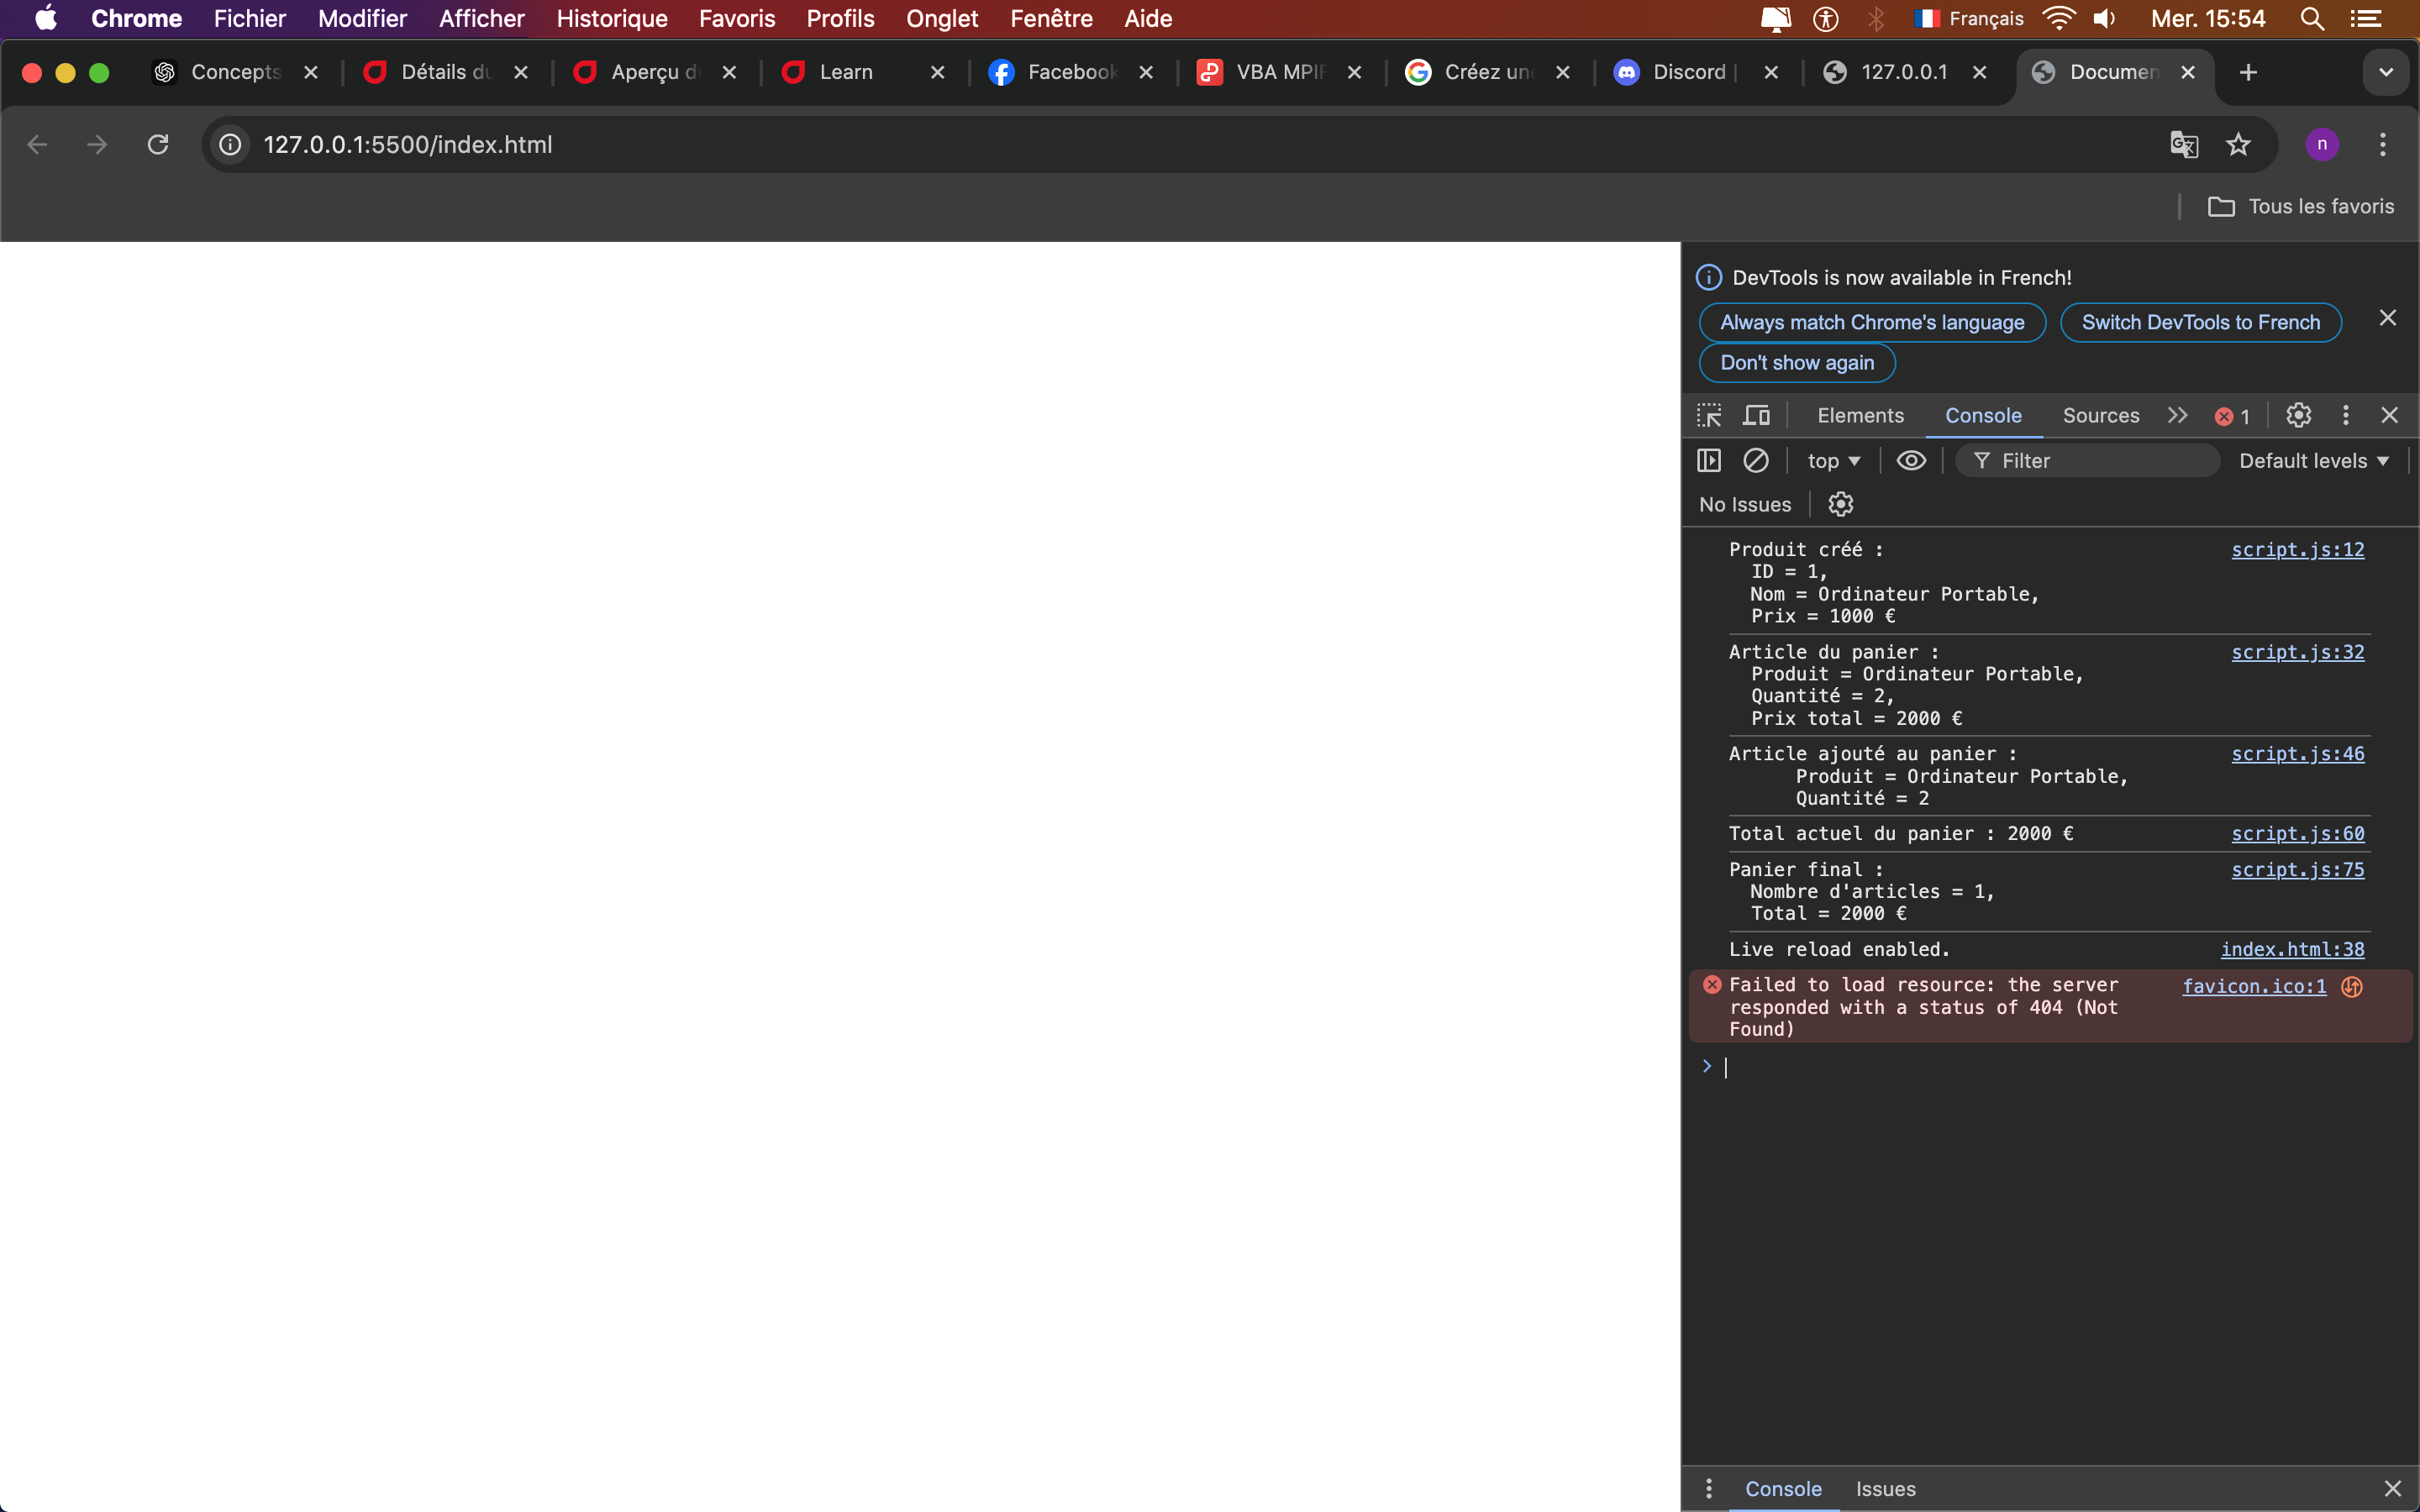 Chrome Fichier Modifier Afficher Historique Favoris Profils Onglet Fenêtre Aide Français Mer. 15:54
Concepts Détails du Aperçu d Learn Facebook VBA MPI Créez une Discord | 127.0.0.1 Documen
127.0.0.1:5500/index.html n
Tous les favoris
DevTools is now available in French!
Always match Chrome's language Switch DevTools to French
Don't show again
Elements Console Sources 1
top Filter Default levels
No Issues
Produit créé : script.js:12
ID = 1,
Nom = Ordinateur Portable,
Prix = 1000 €
Article du panier : script.js:32
Produit = Ordinateur Portable,
Quantité = 2,
Prix total = 2000 €
Article ajouté au panier : script.js:46
Produit = Ordinateur Portable,
Quantité = 2
Total actuel du panier : 2000 € script.js:60
Panier final : script.js:75
Nombre d'articles = 1,
Total = 2000 €
Live reload enabled. index.html:38
Failed to load resource: the server favicon.ico:1
responded with a status of 404 (Not
Found)
Console Issues